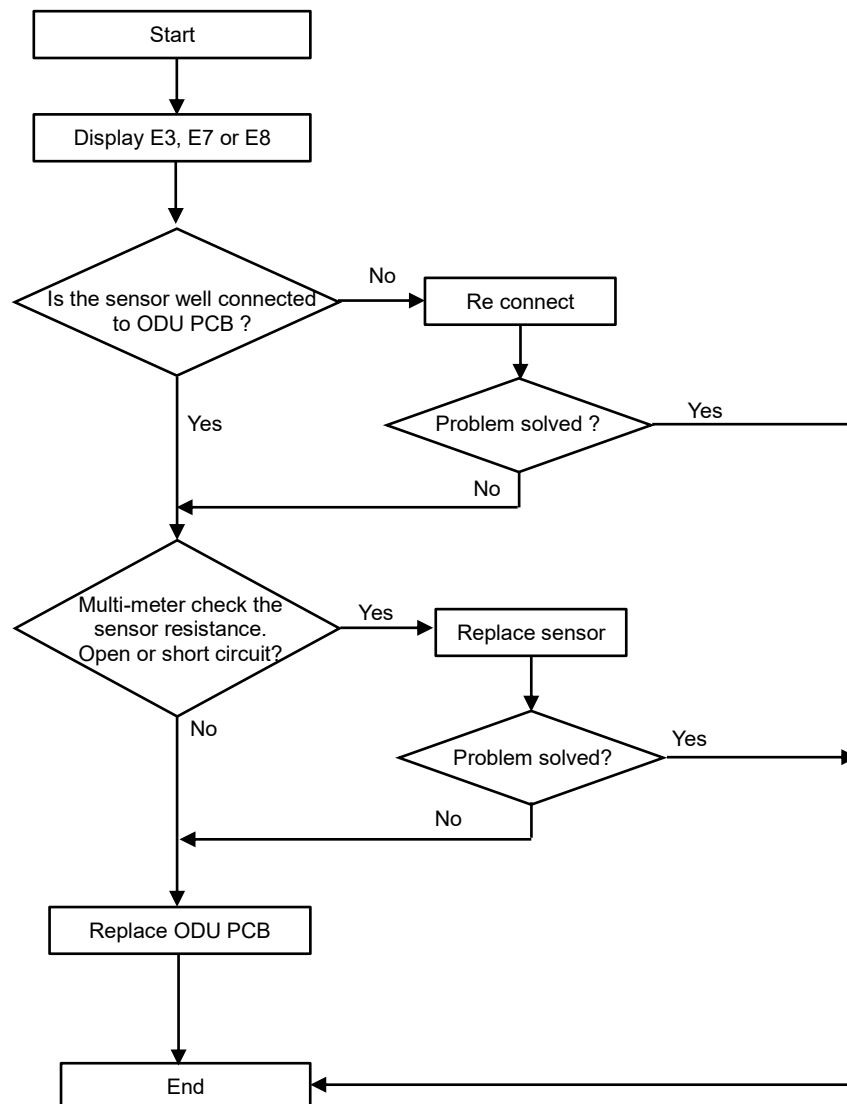 Start
Display E3, E7 or E8
Is the sensor well connected
to ODU PCB ?
No
Re connect
Yes
Problem solved ?
Yes
No
Multi-meter check the
sensor resistance.
Open or short circuit?
Yes
Replace sensor
No
Problem solved?
Yes
No
Replace ODU PCB
End